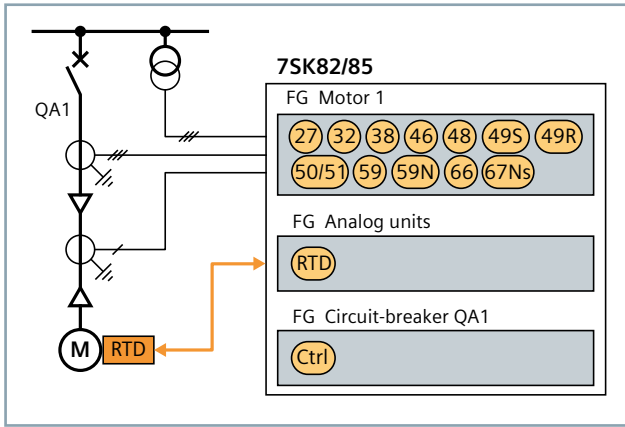 7SK82/85
FG Motor 1
QA1
27 32 38 46 48 49S 49R
50/51 59 59N 66 67Ns
FG Analog units
RTD
FG Circuit-breaker QA1
M RTD
Ctrl